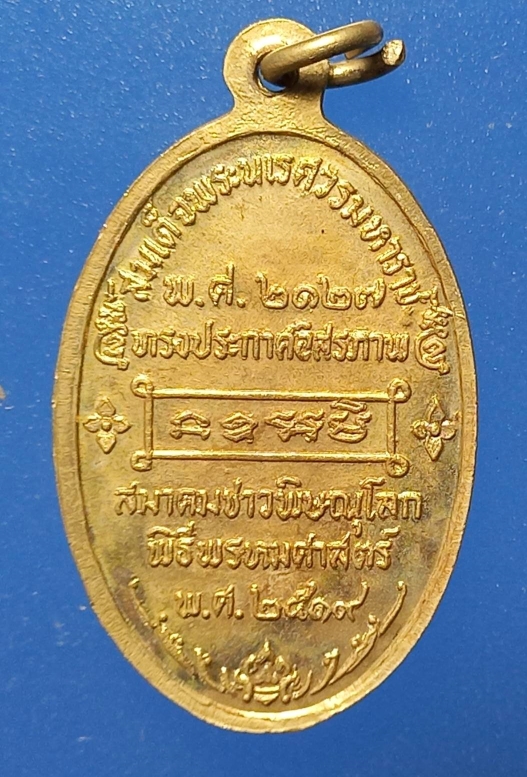 สมเด็จพระนเรศวรมหาราช
พ.ศ. ๒๑๒๗
ทรงประกาศอิสรภาพ
สมาคมชาวพิษณุโลก
พิธีพรหมศาสตร์
พ.ศ. ๒๕๑๙